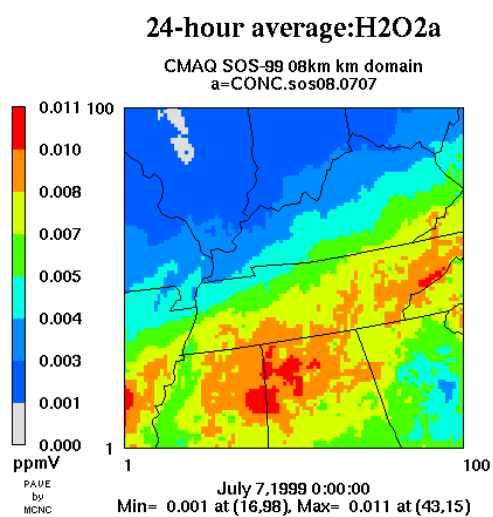 24-hour average:H2O2a
CMAQ SOS-99 08km km domain
a=CONC.sos08.0707
0.011
0.010
0.008
0.007
0.005
0.004
0.003
0.001
0.000
ppmV
PAVE
by
MCNC
100
1
1
100
July 7,1999 0:00:00
Min= 0.001 at (16,98), Max= 0.011 at (43,15)